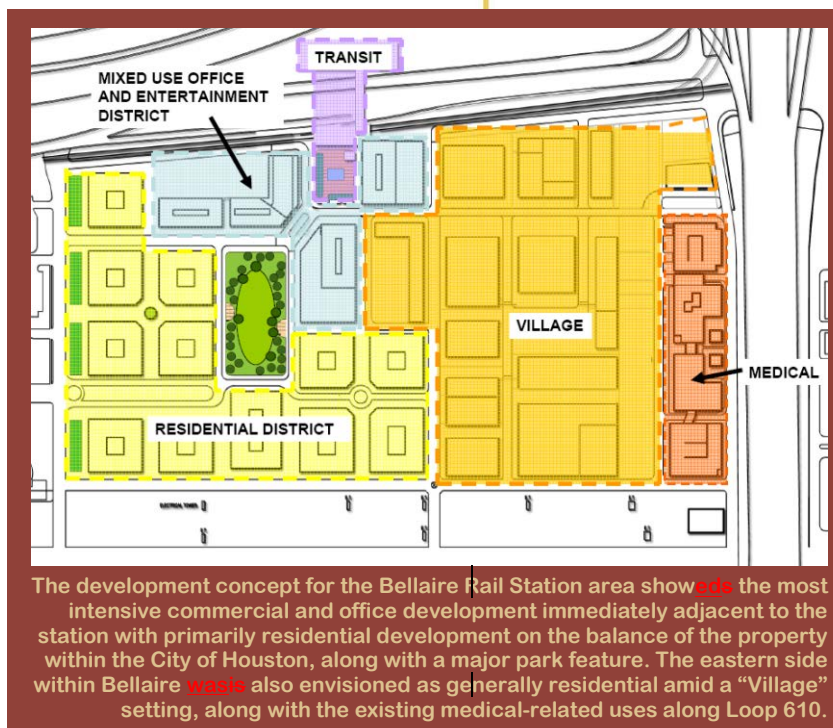 TRANSIT
MIXED USE OFFICE
AND ENTERTAINMENT
DISTRICT
VILLAGE
MEDICAL
RESIDENTIAL DISTRICT
ELECTRICAL TOWER
The development concept for the Bellaire Rail Station area showeds the most
intensive commercial and office development immediately adjacent to the
station with primarily residential development on the balance of the property
within the City of Houston, along with a major park feature. The eastern side
within Bellaire wasis also envisioned as generally residential amid a “Village”
setting, along with the existing medical-related uses along Loop 610.